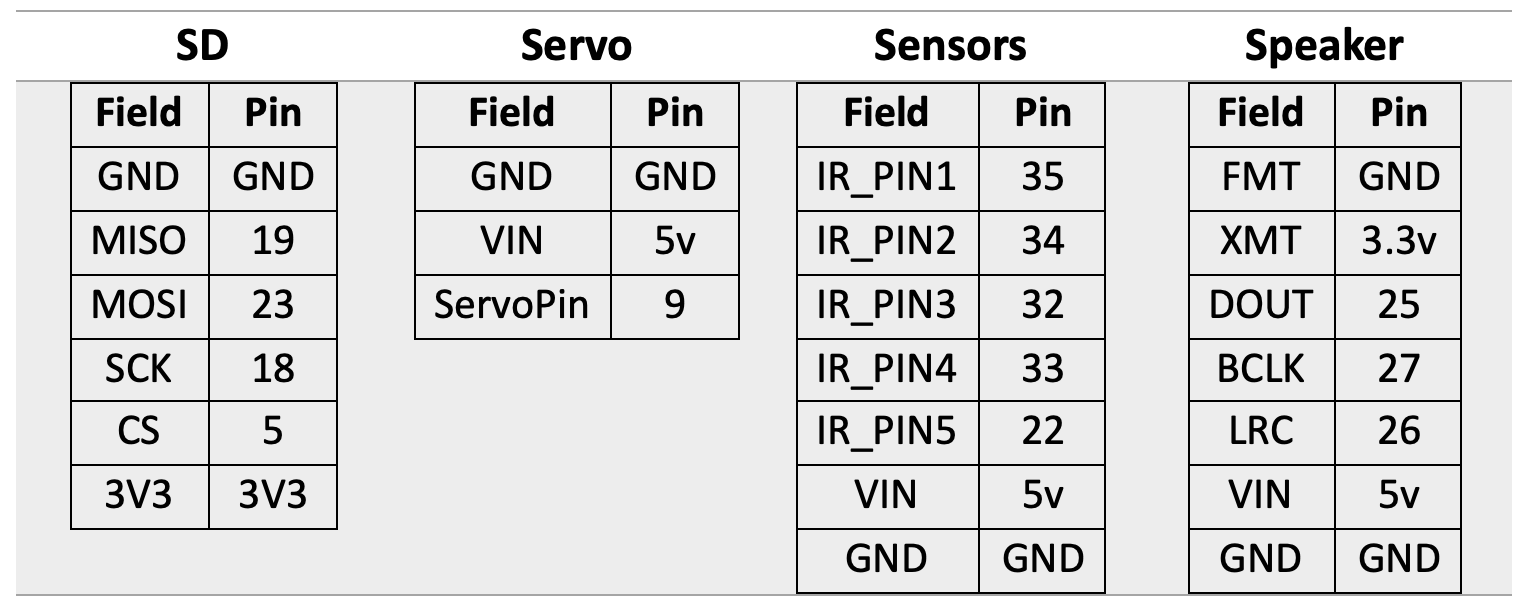 SD Servo Sensors Speaker
Field Pin Field Pin Field Pin Field Pin
GND GND GND GND IR_PIN1 35 FMT GND
MISO 19 VIN 5v IR_PIN2 34 XMT 3.3v
MOSI 23 ServoPin 9 IR_PIN3 32 DOUT 25
SCK 18 IR_PIN4 33 BCLK 27
CS 5 IR_PIN5 22 LRC 26
3V3 3V3 VIN 5v VIN 5v
GND GND GND GND